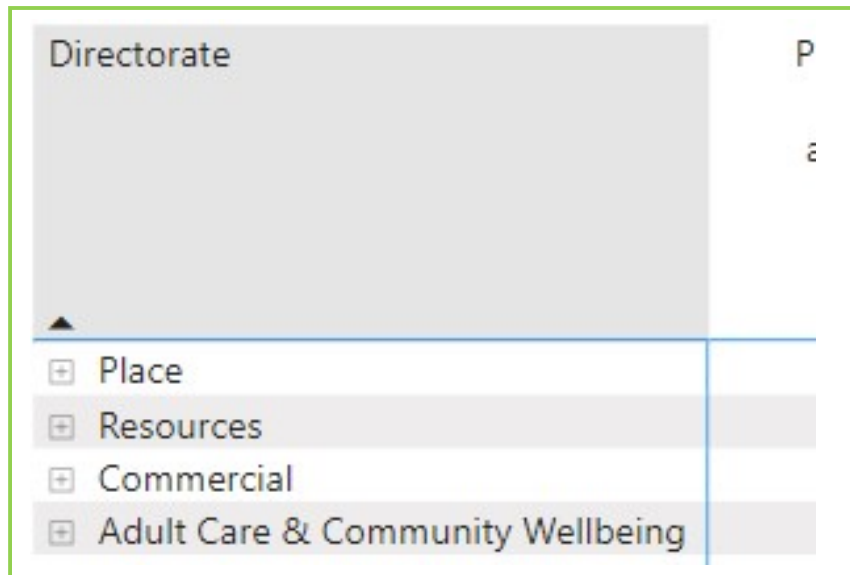 Directorate P
a
Place
Resources
Commercial
Adult Care & Community Wellbeing